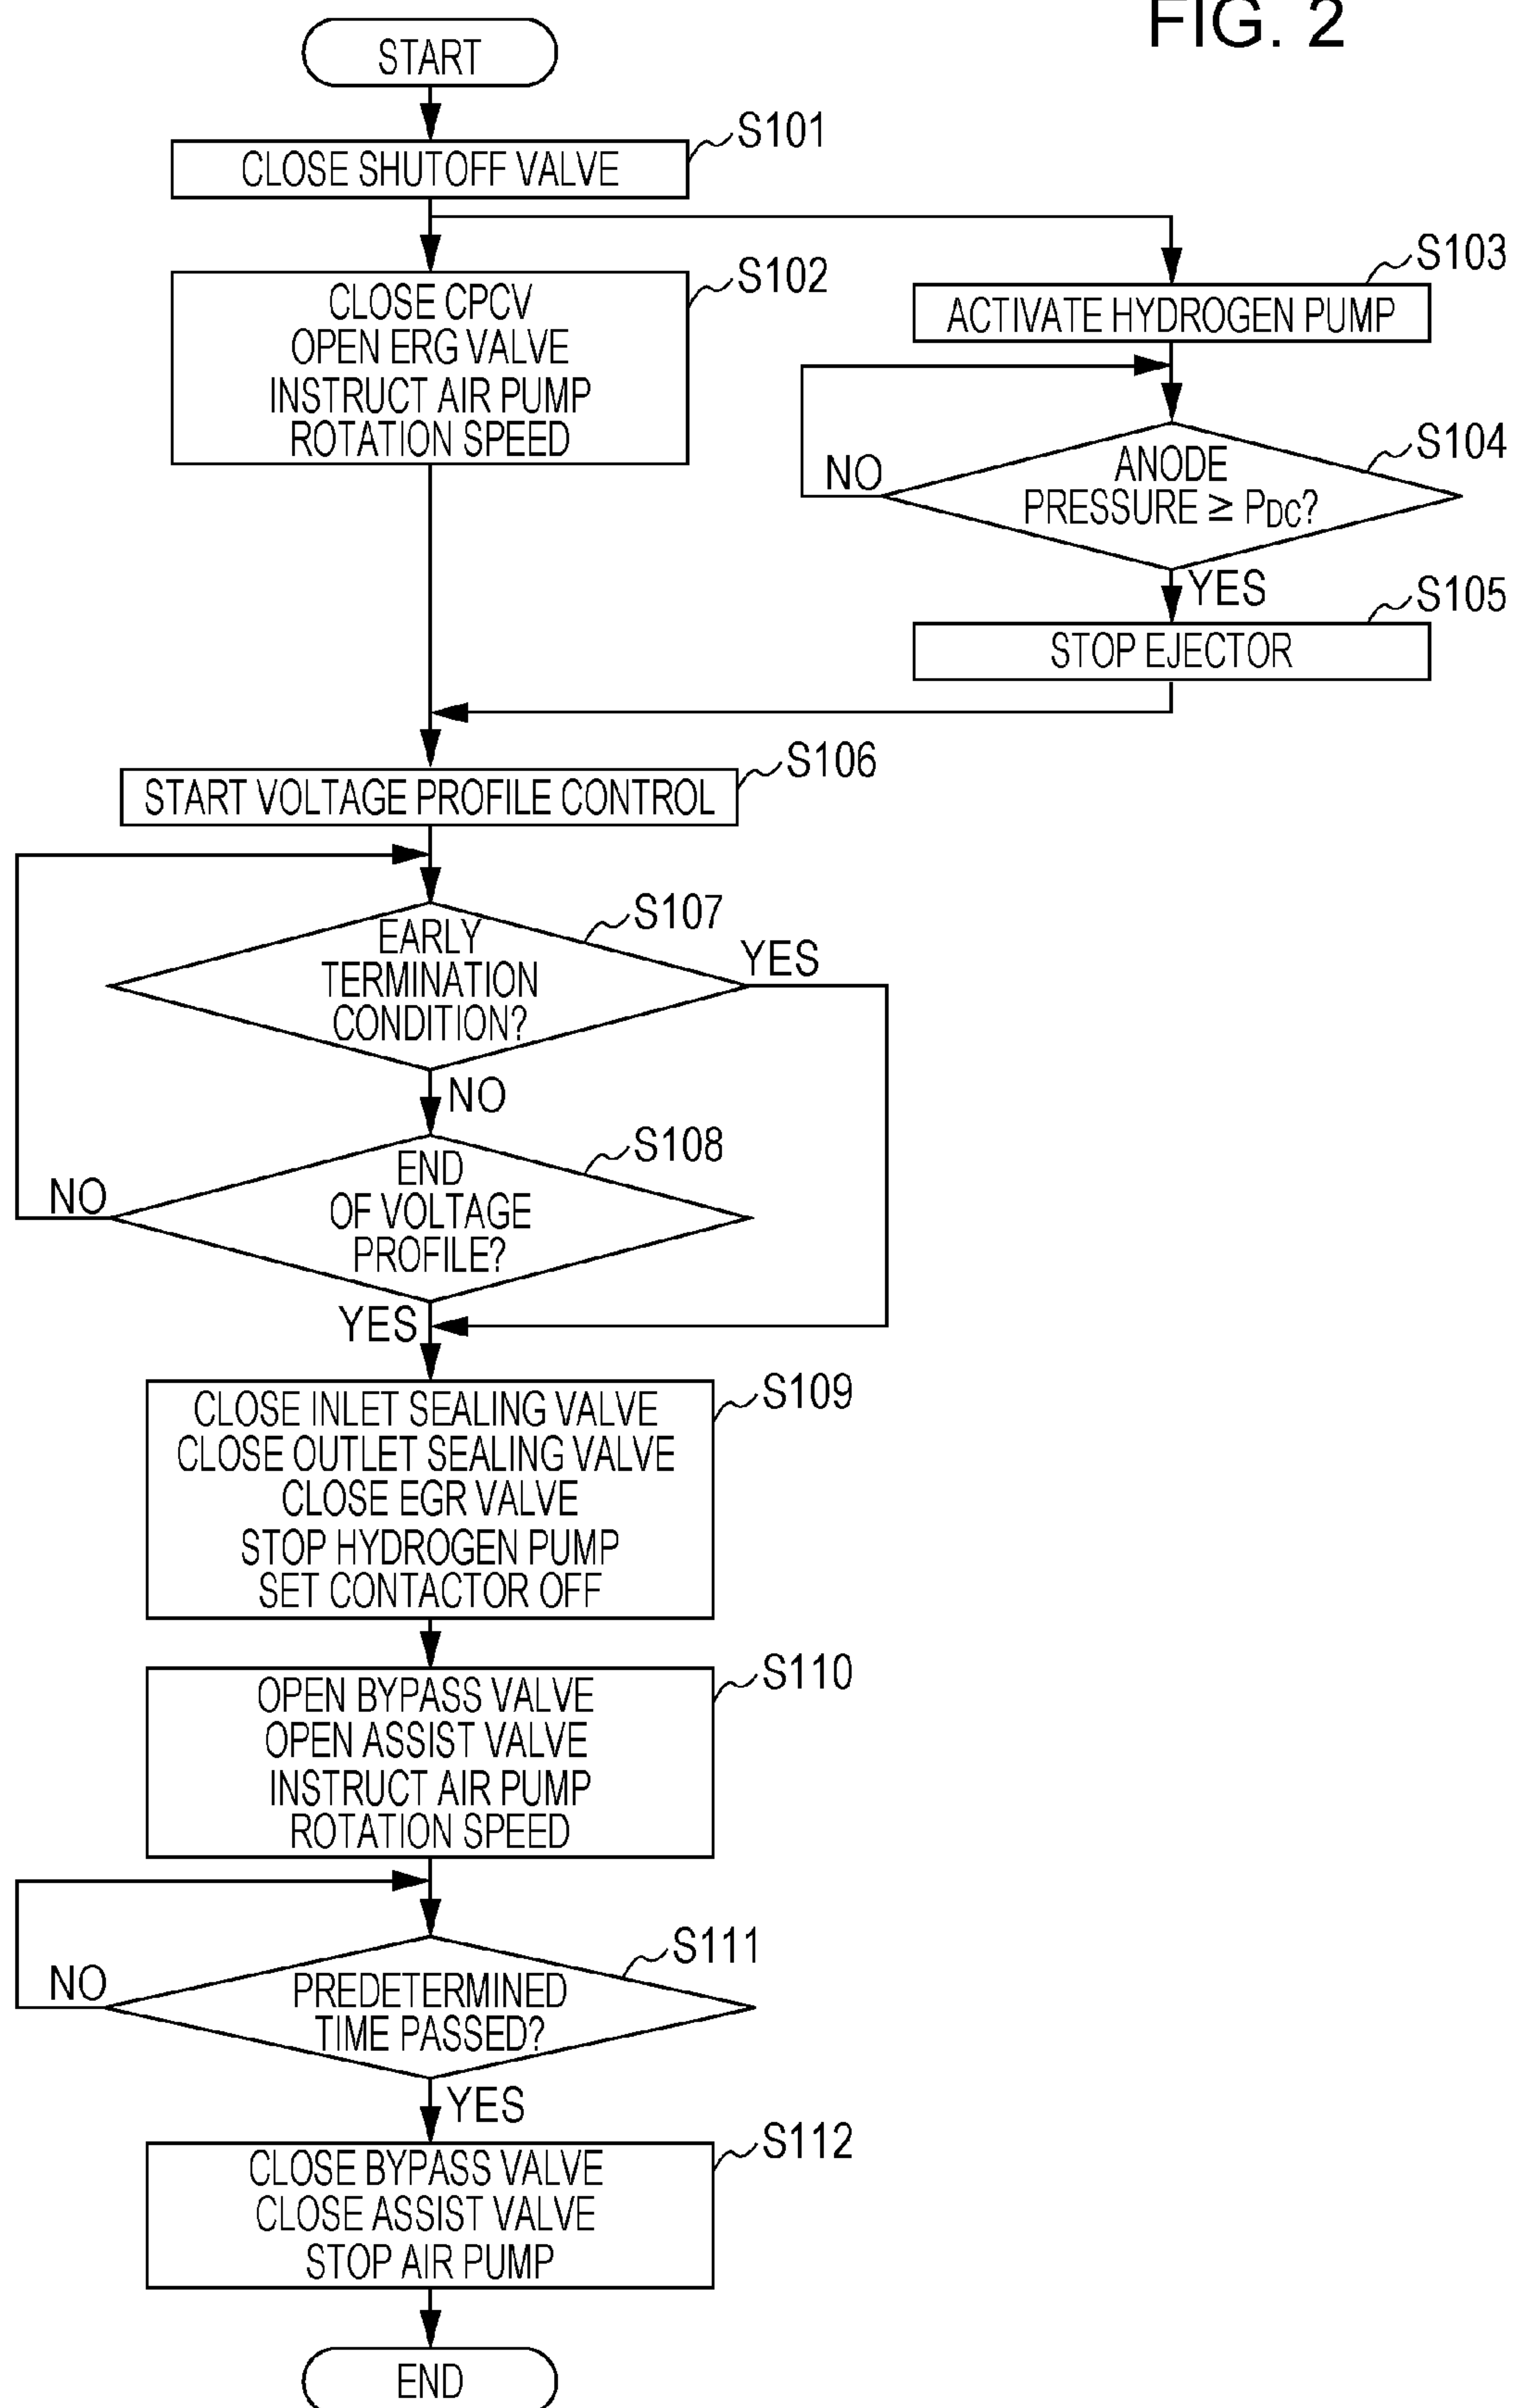 FIG. 2
START
S101
CLOSE SHUTOFF VALVE
S102
CLOSE CPCV
OPEN ERG VALVE
INSTRUCT AIR PUMP
ROTATION SPEED
S103
ACTIVATE HYDROGEN PUMP
S104
ANODE
PRESSURE ≥ PDC?
NO
YES
S105
STOP EJECTOR
S106
START VOLTAGE PROFILE CONTROL
S107
EARLY
TERMINATION
CONDITION?
YES
NO
S108
END
OF VOLTAGE
PROFILE?
NO
YES
S109
CLOSE INLET SEALING VALVE
CLOSE OUTLET SEALING VALVE
CLOSE EGR VALVE
STOP HYDROGEN PUMP
SET CONTACTOR OFF
S110
OPEN BYPASS VALVE
OPEN ASSIST VALVE
INSTRUCT AIR PUMP
ROTATION SPEED
S111
PREDETERMINED
TIME PASSED?
NO
YES
S112
CLOSE BYPASS VALVE
CLOSE ASSIST VALVE
STOP AIR PUMP
END